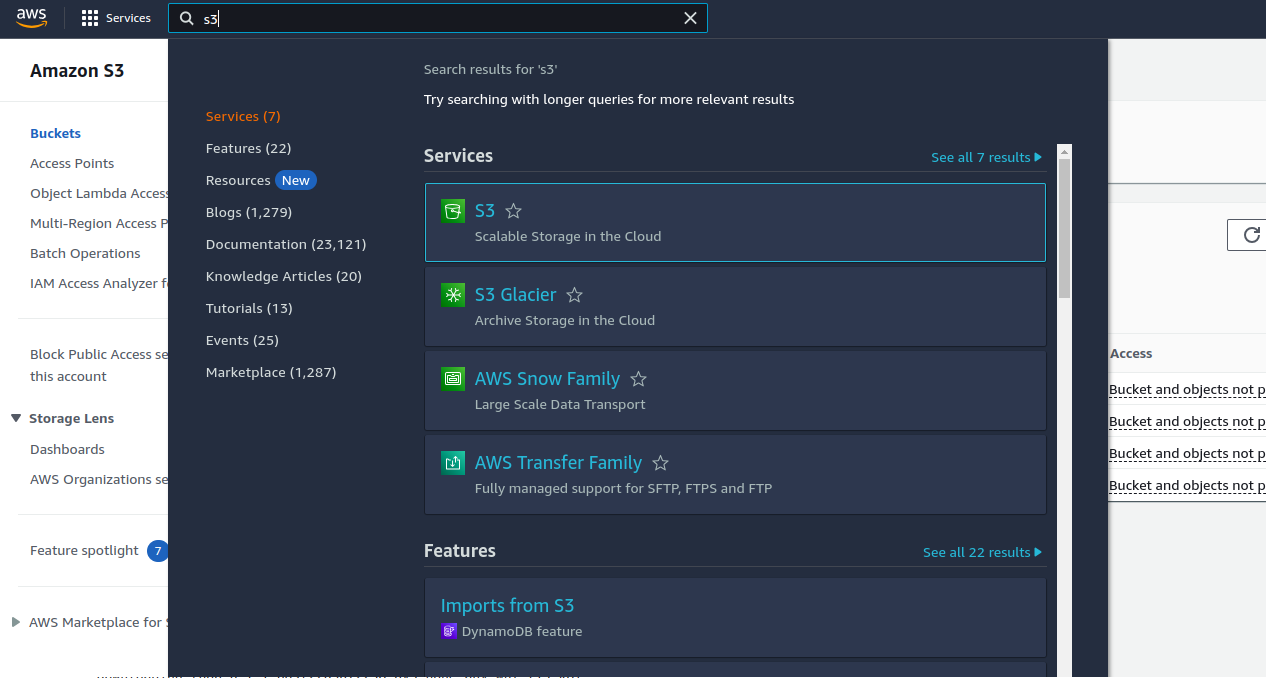 aws
Services
s3
Amazon S3
Buckets
Access Points
Object Lambda Access
Multi-Region Access P
Batch Operations
IAM Access Analyzer f
Block Public Access se
this account
Storage Lens
Dashboards
AWS Organizations se
Feature spotlight 7
AWS Marketplace for S
Services (7)
Features (22)
Resources New
Blogs (1,279)
Documentation (23,121)
Knowledge Articles (20)
Tutorials (13)
Events (25)
Marketplace (1,287)
Search results for 's3'
Try searching with longer queries for more relevant results
Services
See all 7 results
S3
Scalable Storage in the Cloud
S3 Glacier
Archive Storage in the Cloud
AWS Snow Family
Large Scale Data Transport
AWS Transfer Family
Fully managed support for SFTP, FTPS and FTP
Features
See all 22 results
Imports from S3
DynamoDB feature
Access
Bucket and objects not p
Bucket and objects not p
Bucket and objects not p
Bucket and objects not p